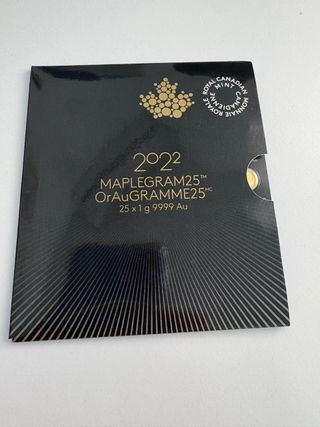 ROYAL CANADIAN MINT
MONNAIE ROYALE CANADIENNE
2022
MAPLEGRAM25™
OrAuGRAMME25ᴹᶜ
25 x 1 g 9999 Au